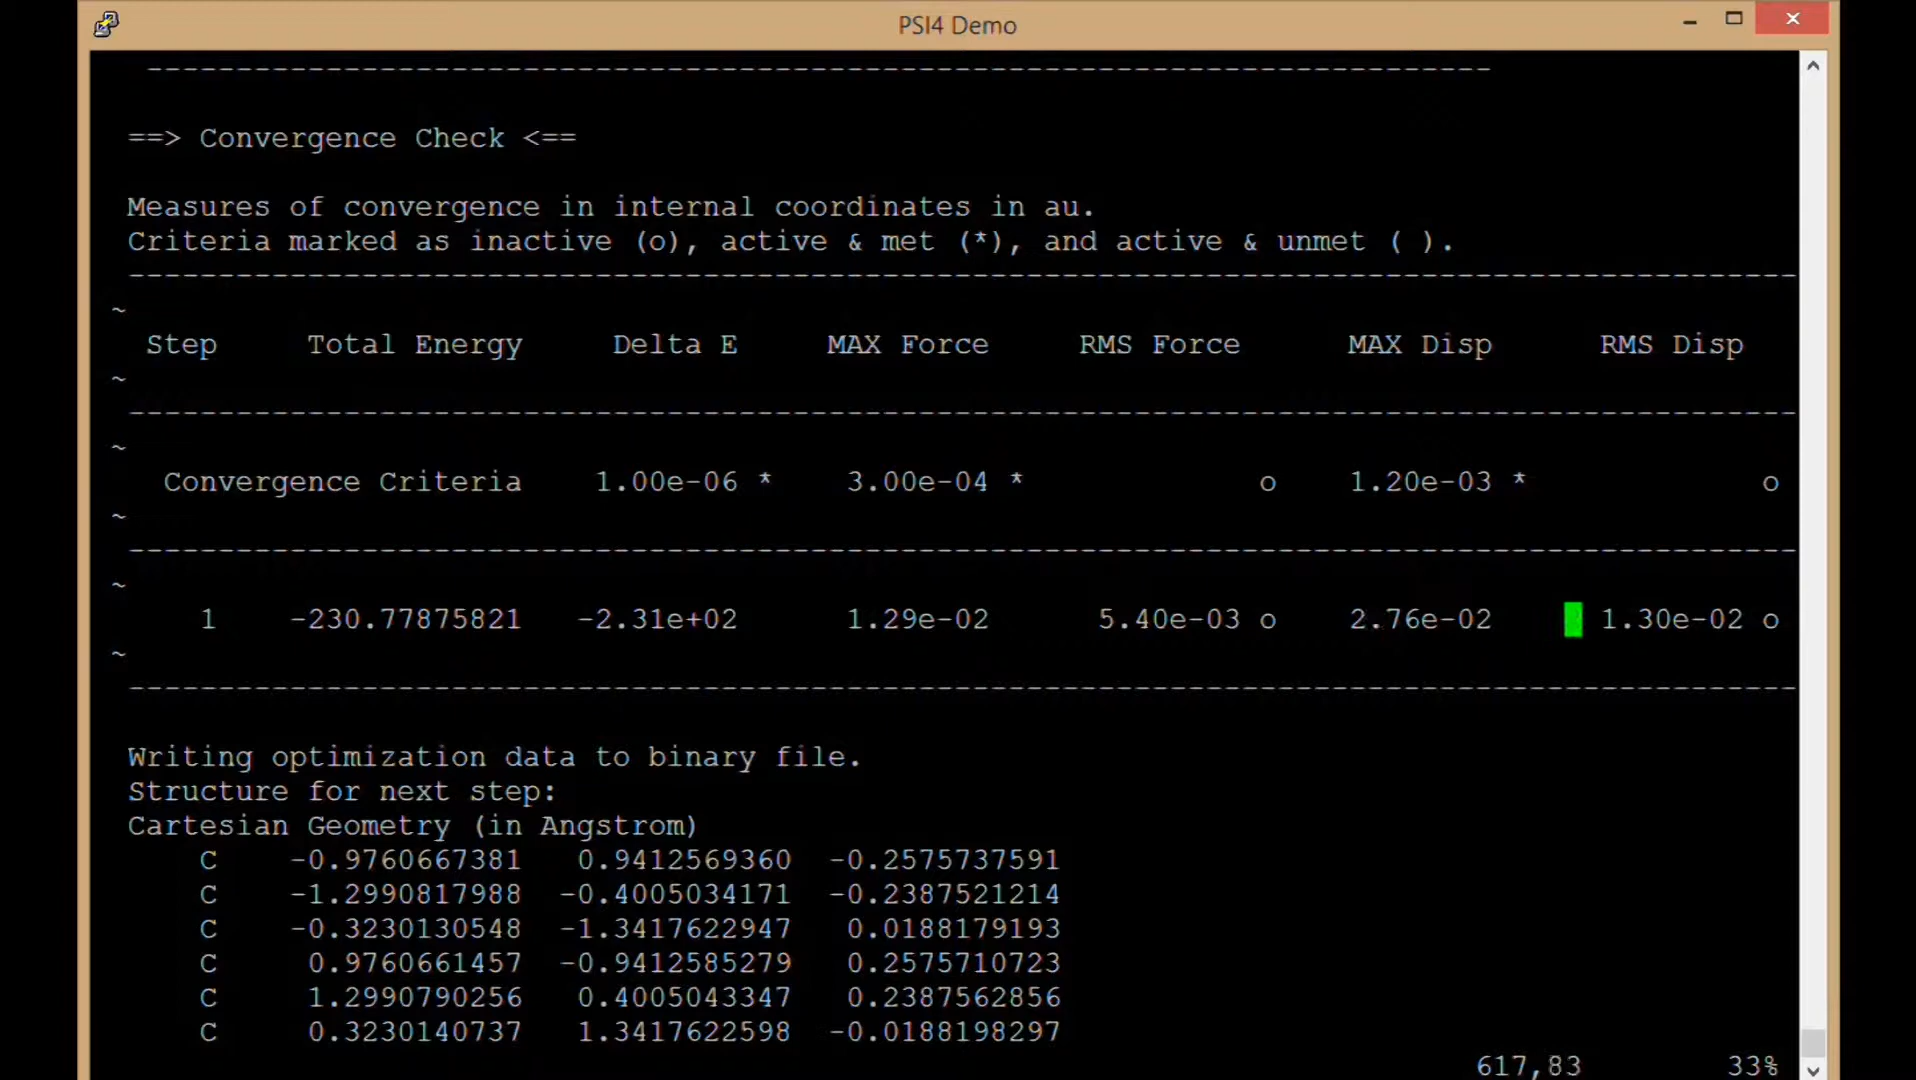 PSI4 Demo
---------------------------------------------------------------------------
==> Convergence Check <==
Measures of convergence in internal coordinates in au.
Criteria marked as inactive (o), active & met (*), and active & unmet ( ).
---------------------------------------------------------------------------------------------
~
Step Total Energy Delta E MAX Force RMS Force MAX Disp RMS Disp
~
---------------------------------------------------------------------------------------------
~
Convergence Criteria 1.00e-06 * 3.00e-04 * o 1.20e-03 * o
~
---------------------------------------------------------------------------------------------
~
1 -230.77875821 -2.31e+02 1.29e-02 5.40e-03 o 2.76e-02 1.30e-02 o
~
---------------------------------------------------------------------------------------------
Writing optimization data to binary file.
Structure for next step:
Cartesian Geometry (in Angstrom)
C -0.9760667381 0.9412569360 -0.2575737591
C -1.2990817988 -0.4005034171 -0.2387521214
C -0.3230130548 -1.3417622947 0.0188179193
C 0.9760661457 -0.9412585279 0.2575710723
C 1.2990790256 0.4005043347 0.2387562856
C 0.3230140737 1.3417622598 -0.0188198297
617,83 33%